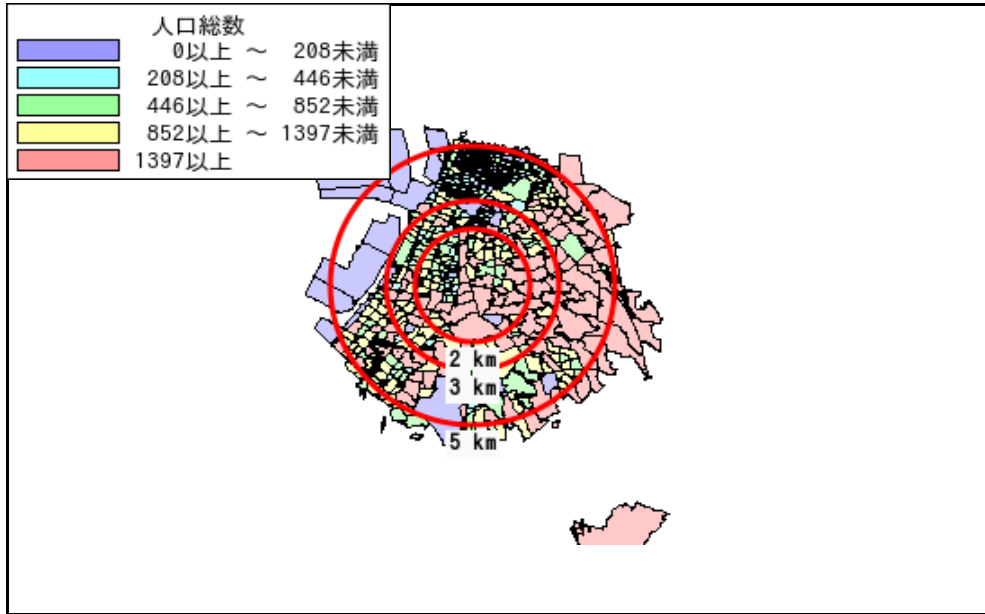 人口総数
0以上 ～ 208未満
208以上 ～ 446未満
446以上 ～ 852未満
852以上 ～ 1397未満
1397以上
2 km
3 km
5 km